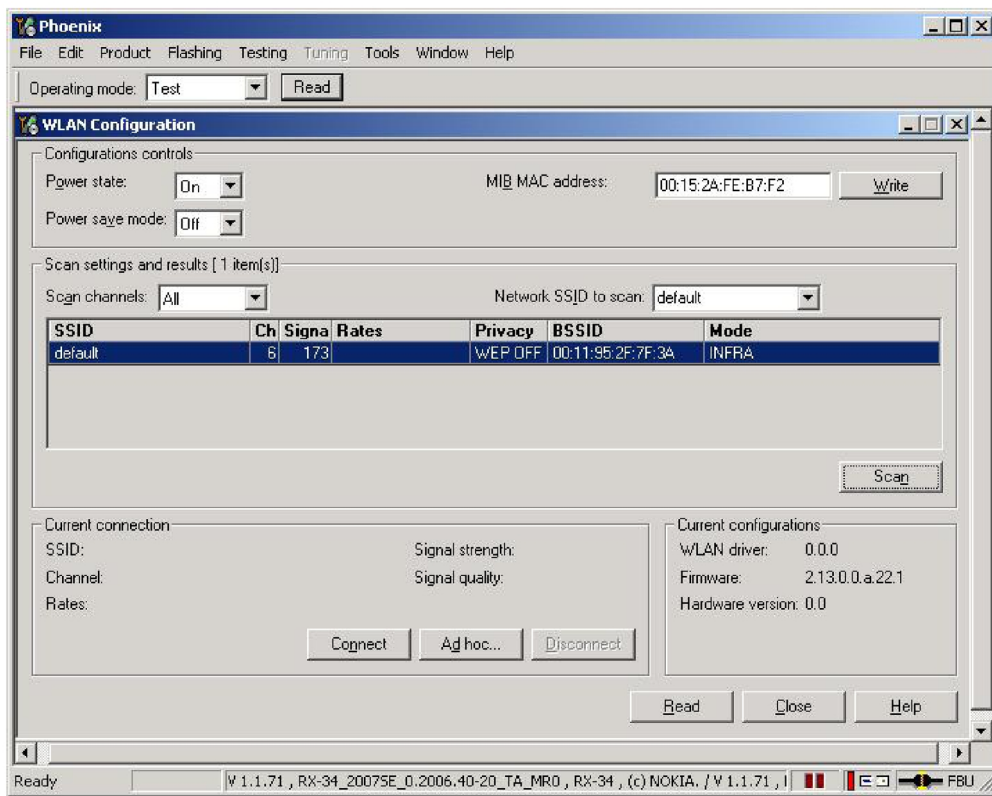 Phoenix
File Edit Product Flashing Testing Tuning Tools Window Help
Operating mode: Test Read
WLAN Configuration
Configurations controls
Power state: On MIB MAC address: 00:15:2A:FE:B7:F2 Write
Power save mode: Off
Scan settings and results [ 1 item(s)]
Scan channels: All Network SSID to scan: default
SSID Ch Signa Rates Privacy BSSID Mode
default 6 173 WEP OFF 00:11:95:2F:7F:3A INFRA
Scan
Current connection Current configurations
SSID: Signal strength: WLAN driver: 0.0.0
Channel: Signal quality: Firmware: 2.13.0.0.a.22.1
Rates: Hardware version: 0.0
Connect Ad hoc... Disconnect
Read Close Help
Ready V 1.1.71 , RX-34_2007SE_0.2006.40-20_TA_MR0 , RX-34 , (c) NOKIA. / V 1.1.71 , FBU